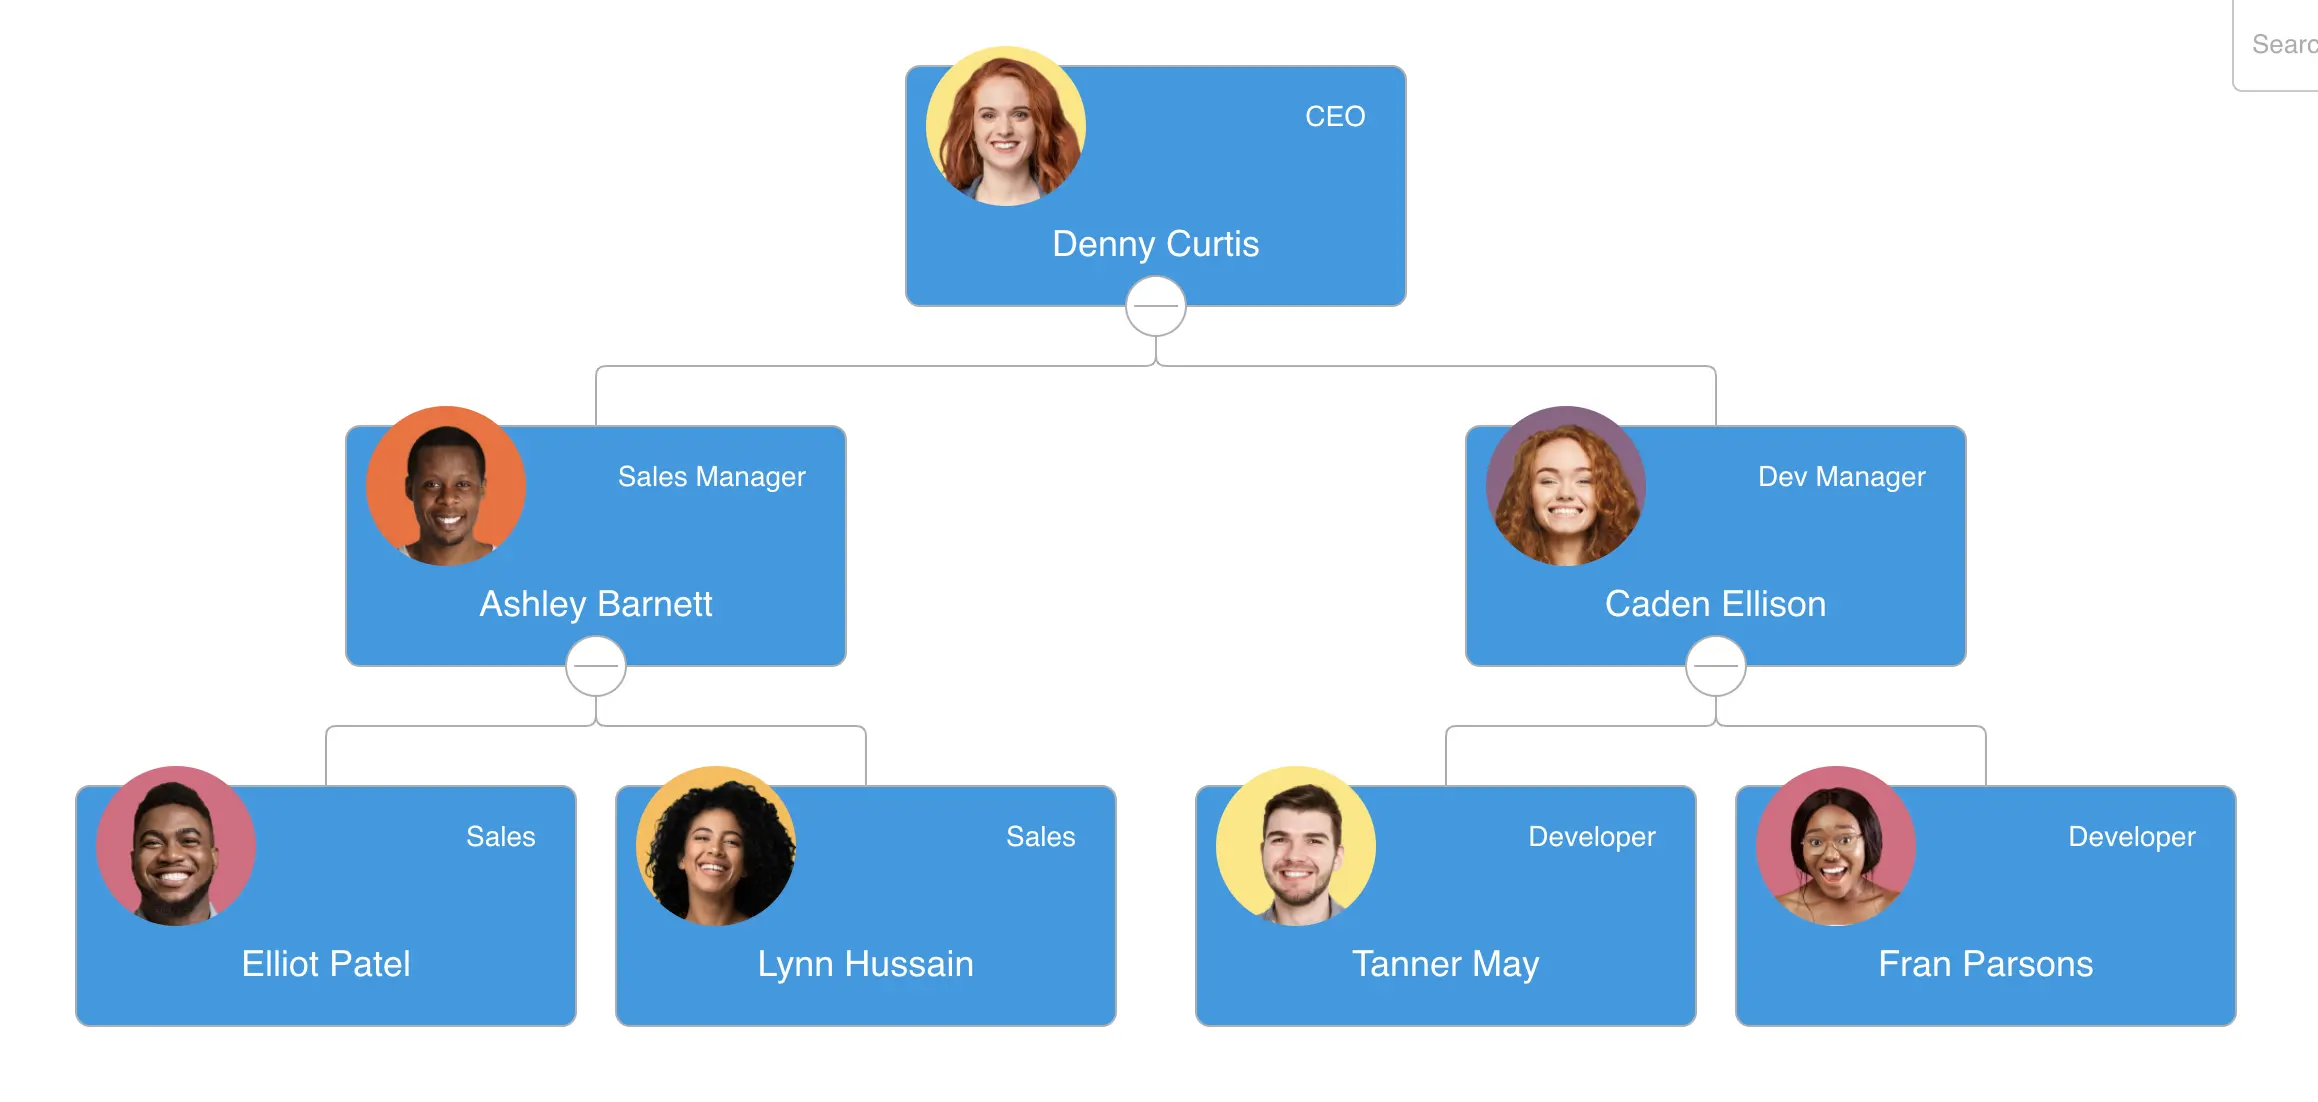 Searc
CEO
Denny Curtis
Sales Manager
Ashley Barnett
Dev Manager
Caden Ellison
Sales
Elliot Patel
Sales
Lynn Hussain
Developer
Tanner May
Developer
Fran Parsons